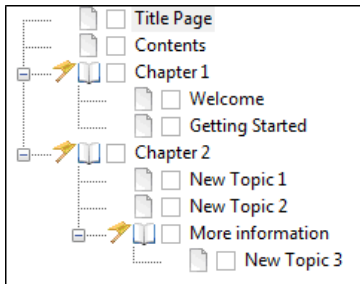 Title Page
Contents
Chapter 1
Welcome
Getting Started
Chapter 2
New Topic 1
New Topic 2
More information
New Topic 3